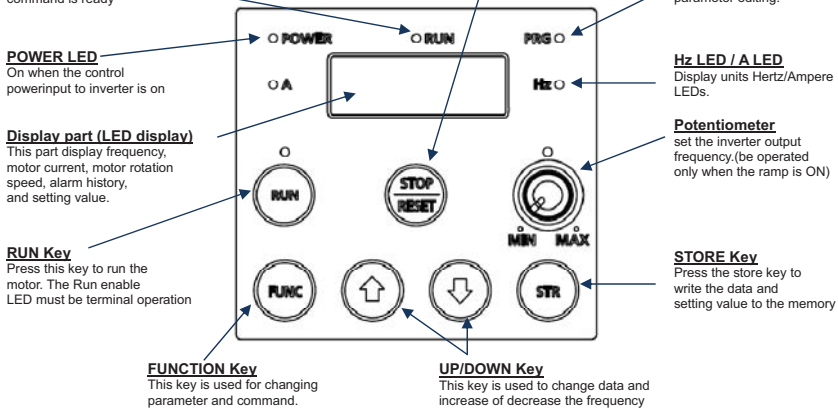 command is ready
parameter editing.
POWER LED
On when the control
powerinput to inverter is on
Display part (LED display)
This part display frequency,
motor current, motor rotation
speed, alarm history,
and setting value.
RUN Key
Press this key to run the
motor. The Run enable
LED must be terminal operation
POWER
RUN
PRG
A
Hz
RUN
STOP
RESET
MIN MAX
FUNC
STR
Hz LED / A LED
Display units Hertz/Ampere
LEDs.
Potentiometer
set the inverter output
frequency.(be operated
only when the ramp is ON)
STORE Key
Press the store key to
write the data and
setting value to the memory
FUNCTION Key
This key is used for changing
parameter and command.
UP/DOWN Key
This key is used to change data and
increase of decrease the frequency